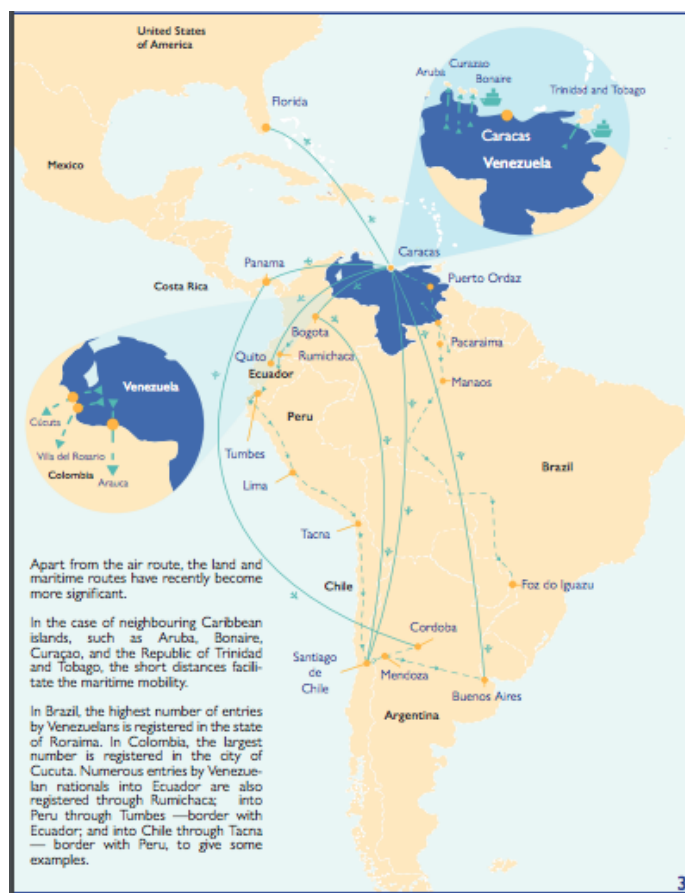 United States
of America
Florida
Mexico
Aruba
Curazao
Bonaire
Trinidad and Tobago
Caracas
Venezuela
Caracas
Panama
Costa Rica
Puerto Ordaz
Bogota
Pacaraima
Quito
Rumichaca
Ecuador
Manaos
Venezuela
Cúcuta
Villa del Rosario
Colombia
Arauca
Peru
Tumbes
Lima
Brazil
Tacna
Apart from the air route, the land and
maritime routes have recently become
more significant.
Chile
Foz do Iguazu
In the case of neighbouring Caribbean
islands, such as Aruba, Bonaire,
Curaçao, and the Republic of Trinidad
and Tobago, the short distances facili-
tate the maritime mobility.
Cordoba
Santiago
de
Chile
Mendoza
Buenos Aires
Argentina
In Brazil, the highest number of entries
by Venezuelans is registered in the state
of Roraima. In Colombia, the largest
number is registered in the city of
Cucuta. Numerous entries by Venezue-
lan nationals into Ecuador are also
registered through Rumichaca; into
Peru through Tumbes —border with
Ecuador; and into Chile through Tacna
— border with Peru, to give some
examples.
3